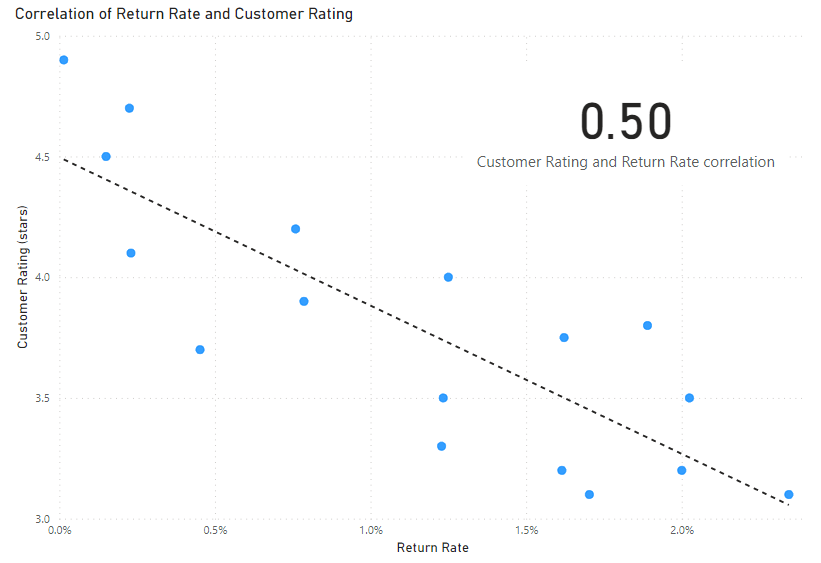 Correlation of Return Rate and Customer Rating
5.0
0.50
Customer Rating and Return Rate correlation
4.5
Customer Rating (stars)
4.0
3.5
3.0
0.0%
0.5%
1.0%
1.5%
2.0%
Return Rate